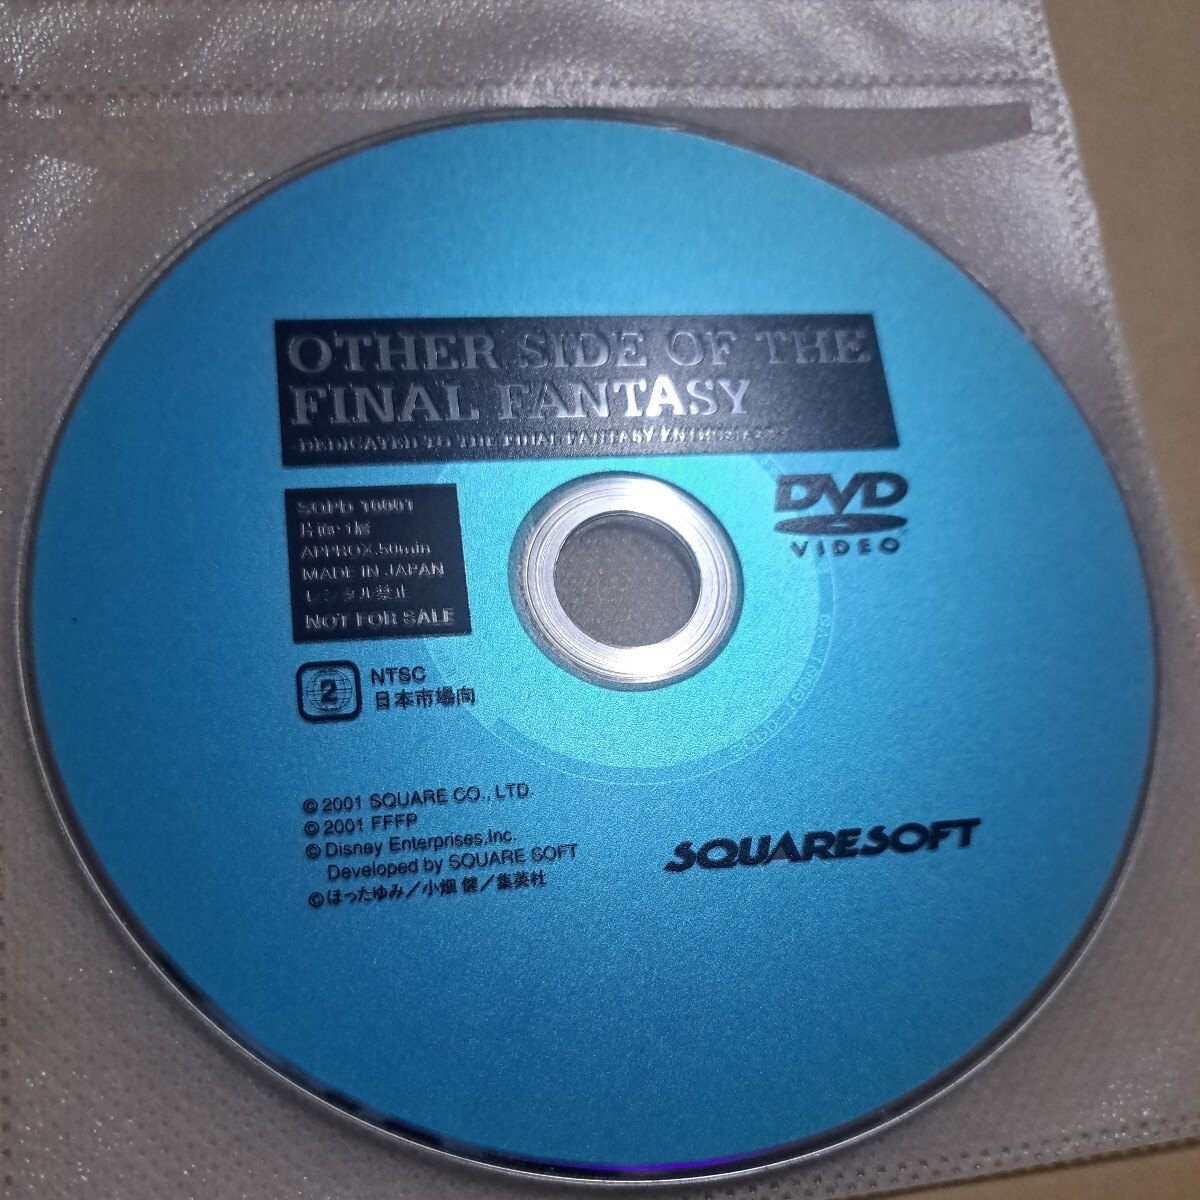 OTHER SIDE OF THE
FINAL FANTASY
DEDICATED TO THE FINAL FANTASY
SQPD 10001
片面・1層
APPROX.50min
MADE IN JAPAN
レンタル禁止
NOT FOR SALE
DVD
VIDEO
2
NTSC
日本市場向
© 2001 SQUARE CO., LTD.
© 2001 FFFP
© Disney Enterprises,Inc.
Developed by SQUARE SOFT
©ほったゆみ／小畑 健／集英社
SQUARESOFT